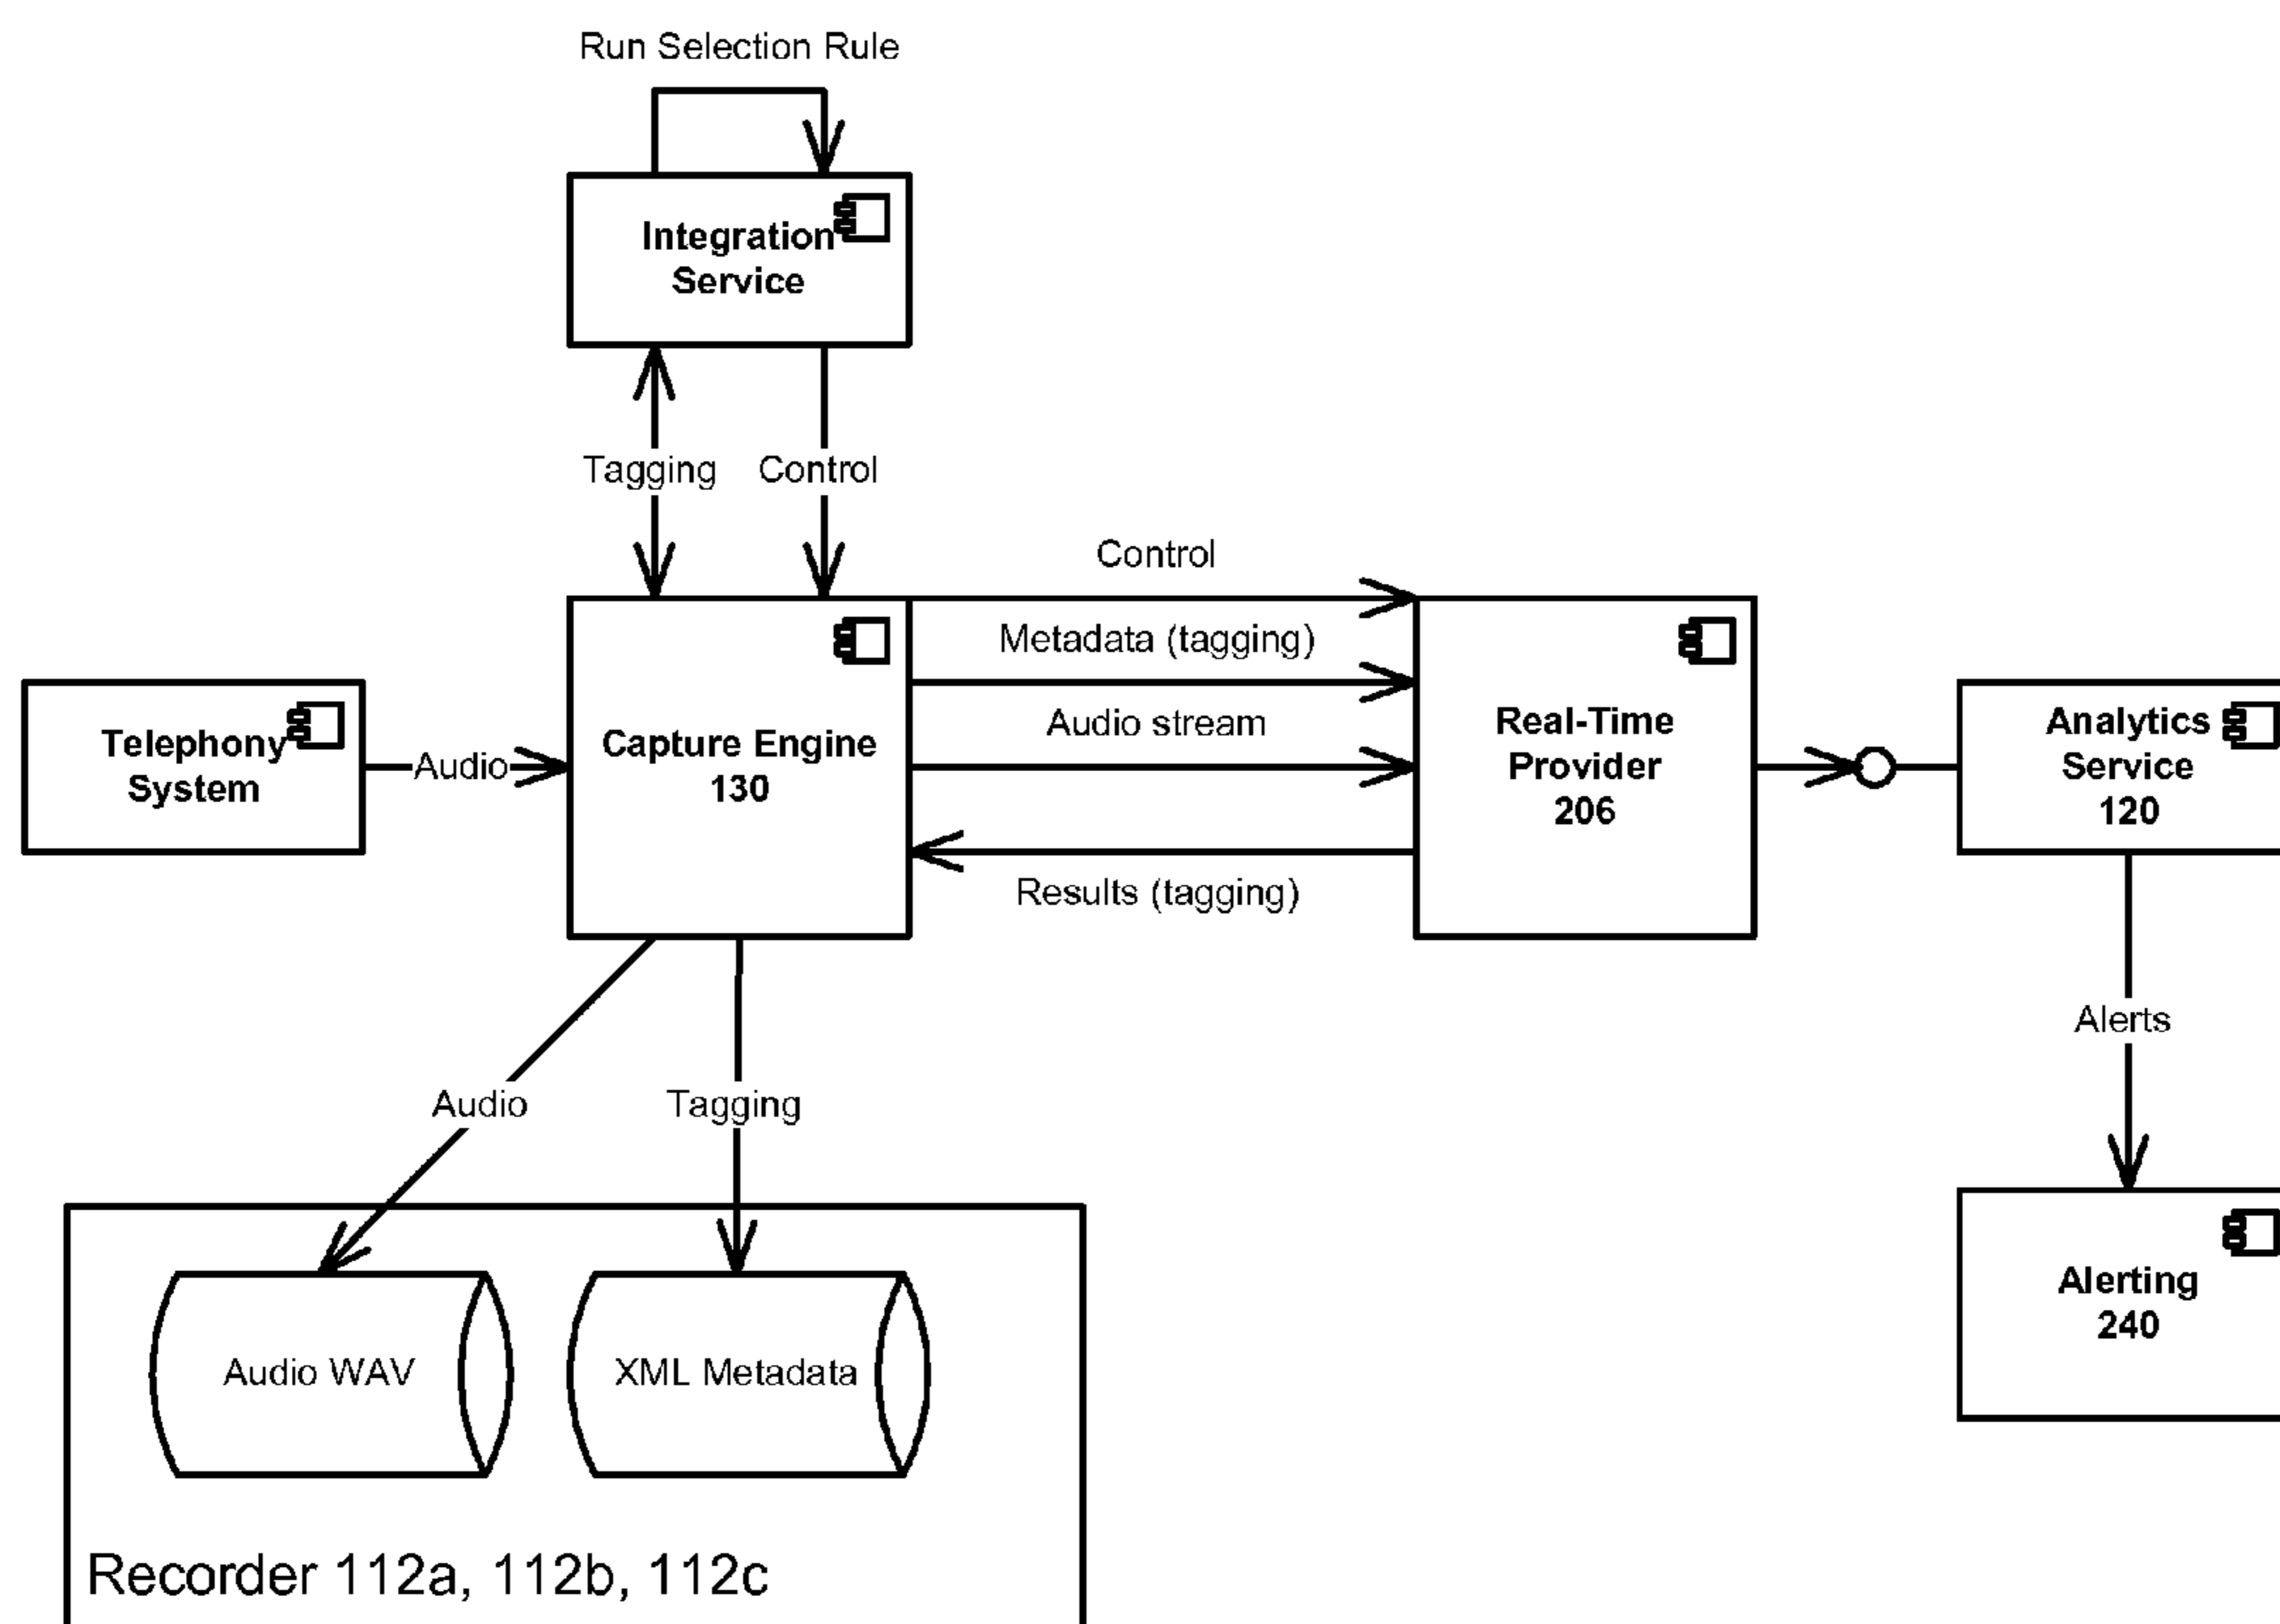 Run Selection Rule
Integration
Service
Tagging
Control
Control
Metadata (tagging)
Audio stream
Results (tagging)
Telephony
System
Audio
Capture Engine
130
Real-Time
Provider
206
Analytics
Service
120
Alerts
Audio
Tagging
Alerting
240
Audio WAV
XML Metadata
Recorder 112a, 112b, 112c